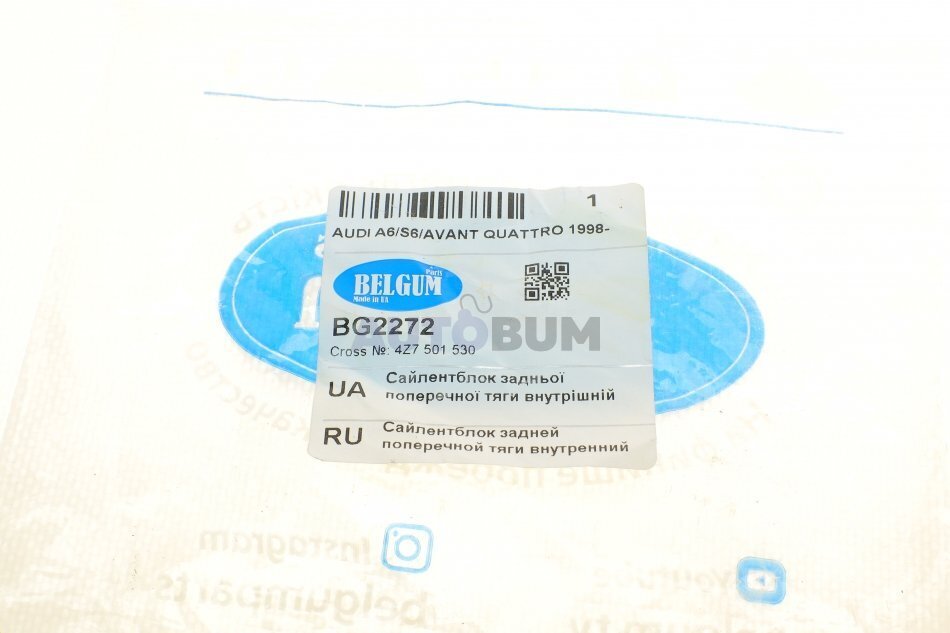 1
AUDI A6/S6/AVANT QUATTRO 1998-
Parts
BELGUM
Made in UA
AUTOBUM
BG2272
Cross №: 4Z7 501 530
UA
Сайлентблок задньої
поперечної тяги внутрішній
RU
Сайлентблок задней
поперечной тяги внутренний
Instagram
belgumparts
youtube